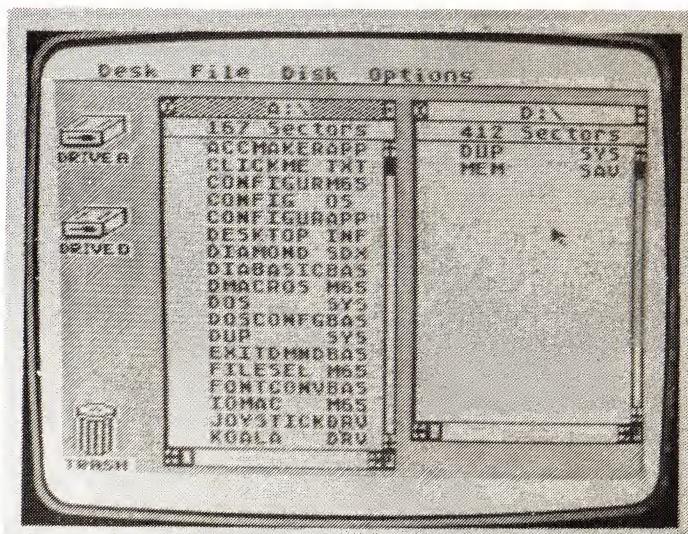 Desk File Disk Options
A:\
167 Sectors
ACCMAKERAPP
CLICKME TXT
CONFIGURM65
CONFIG OS
CONFIGURAPP
DESKTOP INF
DIAMOND SDX
DIABASICBAS
DMACROS M65
DOS SYS
DOSCONFGBAS
DUP SYS
EXITDMNDBAS
FILESEL M65
FONTCONVBAS
IOMAC M65
JOYSTICKDRV
KOALA DRV
D:\
412 Sectors
DUP SYS
MEM SAV
DRIVE A
DRIVE D
TRASH